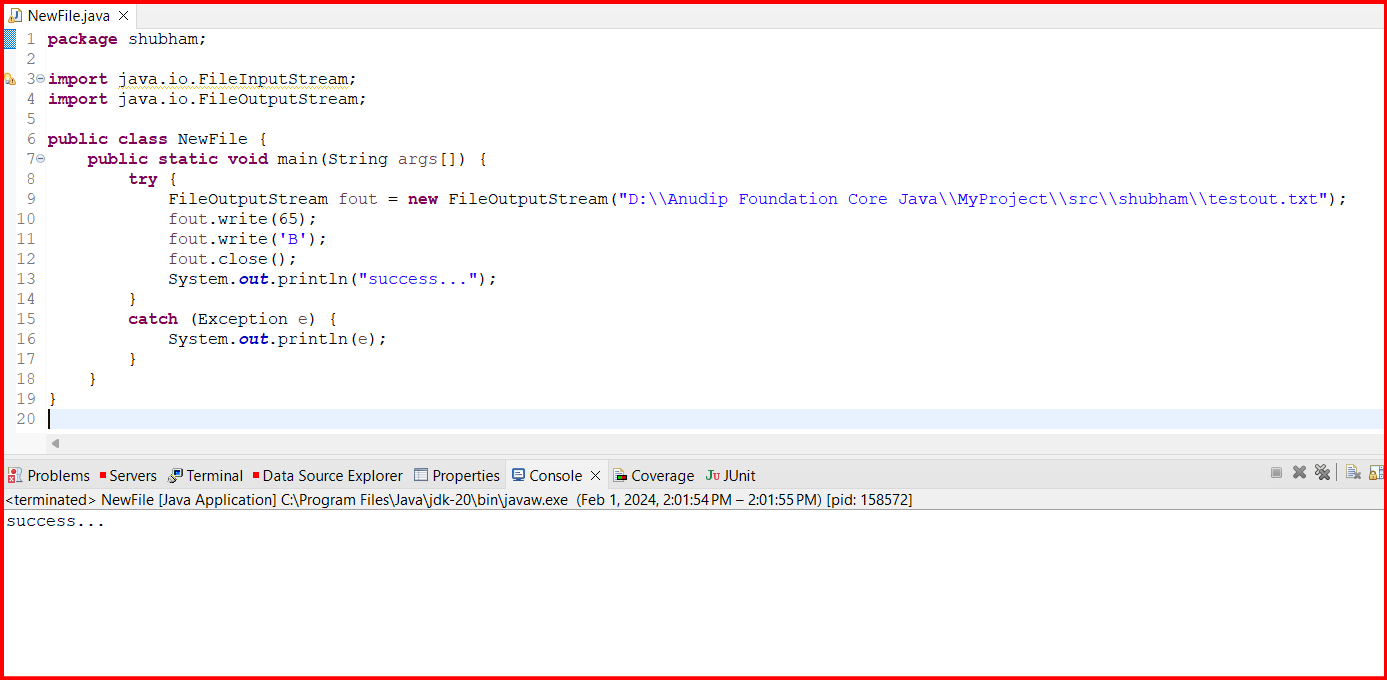 NewFile.java
1 package shubham;
2
3 import java.io.FileInputStream;
4 import java.io.FileOutputStream;
5
6 public class NewFile {
7     public static void main(String args[]) {
8         try {
9             FileOutputStream fout = new FileOutputStream("D:\\Anudip Foundation Core Java\\MyProject\\src\\shubham\\testout.txt");
10             fout.write(65);
11             fout.write('B');
12             fout.close();
13             System.out.println("success...");
14         }
15         catch (Exception e) {
16             System.out.println(e);
17         }
18     }
19 }
20
Problems Servers Terminal Data Source Explorer Properties Console Coverage JU JUnit
<terminated> NewFile [Java Application] C:\Program Files\Java\jdk-20\bin\javaw.exe (Feb 1, 2024, 2:01:54 PM – 2:01:55 PM) [pid: 158572]
success...